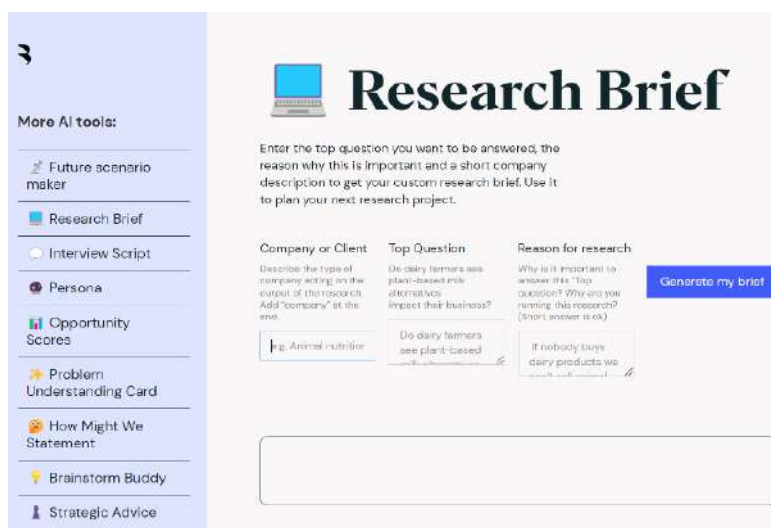 More AI tools:
Future scenario
maker
Research Brief
Interview Script
Persona
Opportunity
Scores
Problem
Understanding Card
How Might We
Statement
Brainstorm Buddy
Strategic Advice
Research Brief
Enter the top question you want to be answered, the
reason why this is important and a short company
description to get your custom research brief. Use it
to plan your next research project.
Company or Client
Describe the type of
company acting on the
output of the research.
Add "company" at the
end.
e.g. Animal nutrition
Top Question
Do dairy farmers see
plant-based milk
alternatives
impact their business?
Do dairy farmers
see plant-based
Reason for research
Why is it important to
answer this "Top
question? Why are you
running this research?
(Short answer is ok)
If nobody buys
dairy products we
Generate my brief